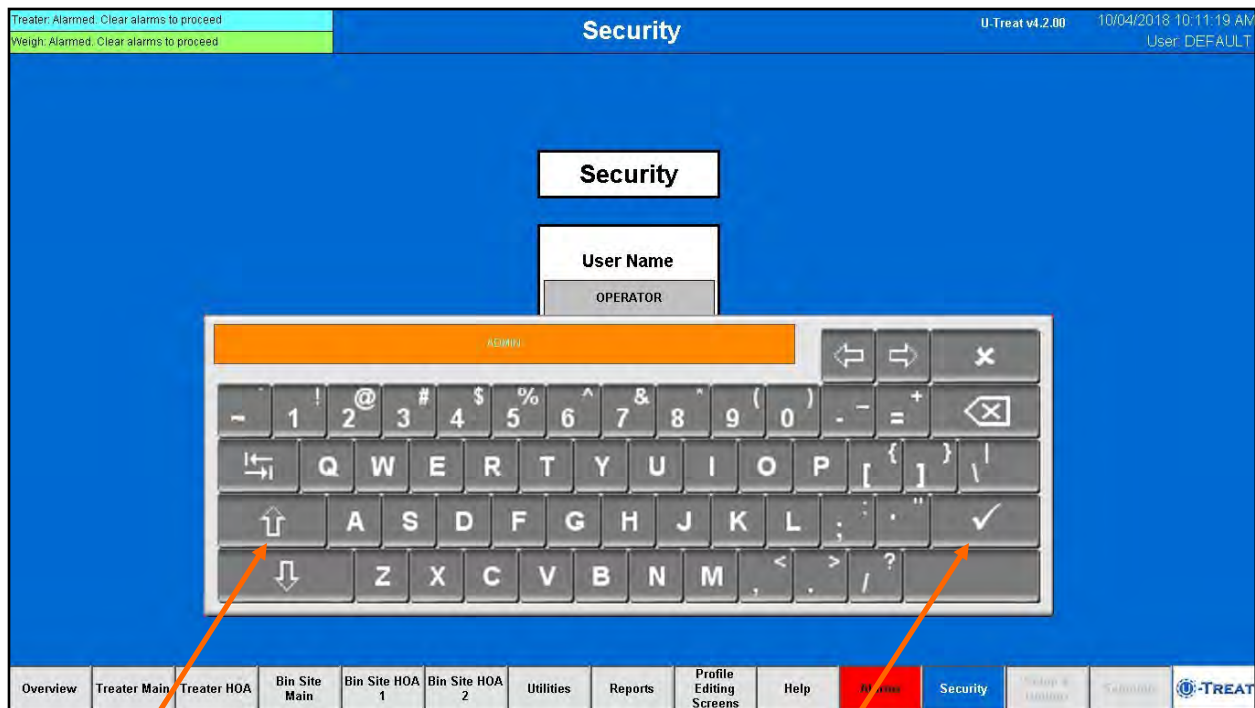 Treater: Alarmed. Clear alarms to proceed
Weigh: Alarmed. Clear alarms to proceed
Security
U-Treat v4.2.00
10/04/2018 10:11:19 AM
User: DEFAULT
Security
User Name
OPERATOR
ADMIN
~ ` 1 ! 2 @ 3 # 4 $ 5 % 6 ^ 7 & 8 * 9 ( 0 ) - _ = +
Q W E R T Y U I O P [ { ] } \ |
A S D F G H J K L ; : ' "
Z X C V B N M , < . > / ?
Overview
Treater Main
Treater HOA
Bin Site
Main
Bin Site HOA
1
Bin Site HOA
2
Utilities
Reports
Profile
Editing
Screens
Help
Alarms
Security
U-TREAT